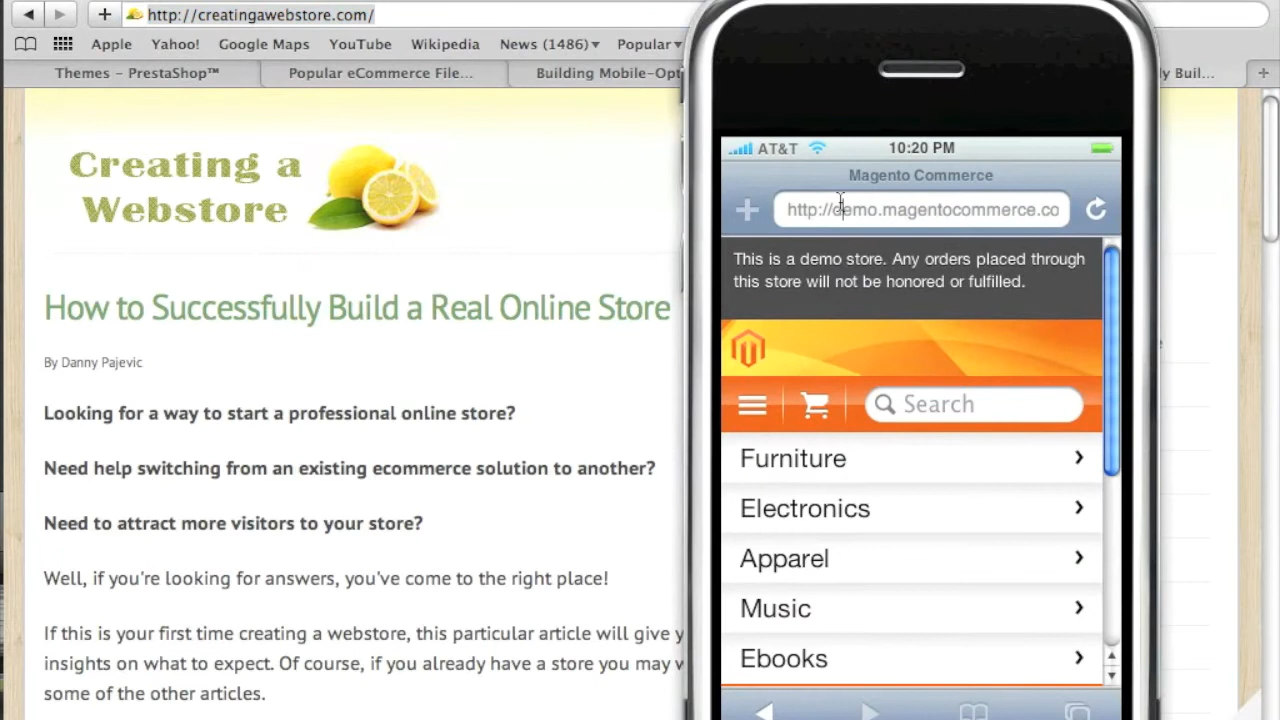 http://creatingawebstore.com/
Apple Yahoo! Google Maps YouTube Wikipedia News (1486)▾ Popular▾
Themes – PrestaShop™ Popular eCommerce File... Building Mobile-Opt
Creating a
Webstore
How to Successfully Build a Real Online Store
By Danny Pajevic
Looking for a way to start a professional online store?
Need help switching from an existing ecommerce solution to another?
Need to attract more visitors to your store?
Well, if you're looking for answers, you've come to the right place!
If this is your first time creating a webstore, this particular article will give
insights on what to expect. Of course, if you already have a store you may
some of the other articles.
AT&T 10:20 PM
Magento Commerce
http://demo.magentocommerce.co
This is a demo store. Any orders placed through
this store will not be honored or fulfilled.
Search
Furniture
Electronics
Apparel
Music
Ebooks